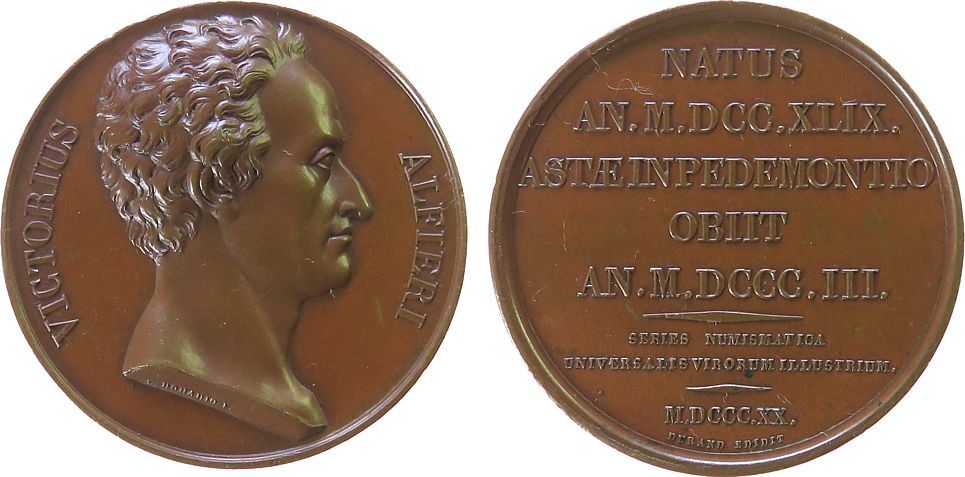 VICTORIUS
ALFIERI
DONADIO F.
NATUS
AN. M. DCC. XLIX.
ASTÆ IN PEDEMONTIO
OBIIT
AN. M. DCCC. III.
SERIES NUMISMATICA
UNIVERSALIS VIRORUM ILLUSTRIUM.
M.DCCC.XX.
DURAND EDIDIT